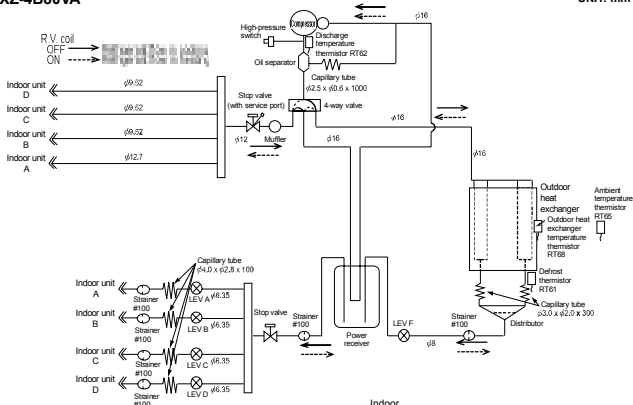 XZ-4B80VA
UNIT: mm
Compressor
High-pressure
switch
Discharge
temperature
thermistor RT62
Oil separator
Capillary tube
ϕ2.5 x ϕ0.6 x 1000
ϕ16
R.V. coil
OFF
ON
Indoor unit
D
ϕ9.52
Indoor unit
C
ϕ9.52
Indoor unit
B
ϕ9.52
Indoor unit
A
ϕ12.7
Stop valve
(with service port)
4-way valve
ϕ12
Muffler
ϕ16
ϕ16
ϕ16
Outdoor
heat
exchanger
Outdoor heat
exchanger
temperature
thermistor
RT68
Ambient
temperature
thermistor
RT65
Defrost
thermistor
RT61
Capillary tube
ϕ3.0 x ϕ2.0 x 300
Distributor
Capillary tube
ϕ4.0 x ϕ2.8 x 100
Indoor unit
A
Strainer
#100
LEV A
ϕ6.35
Indoor unit
B
Strainer
#100
LEV B
ϕ6.35
Indoor unit
C
Strainer
#100
LEV C
ϕ6.35
Indoor unit
D
Strainer
#100
LEV D
ϕ6.35
Stop valve
Strainer
#100
Power
receiver
LEV F
ϕ8
Strainer
#100
Indoor